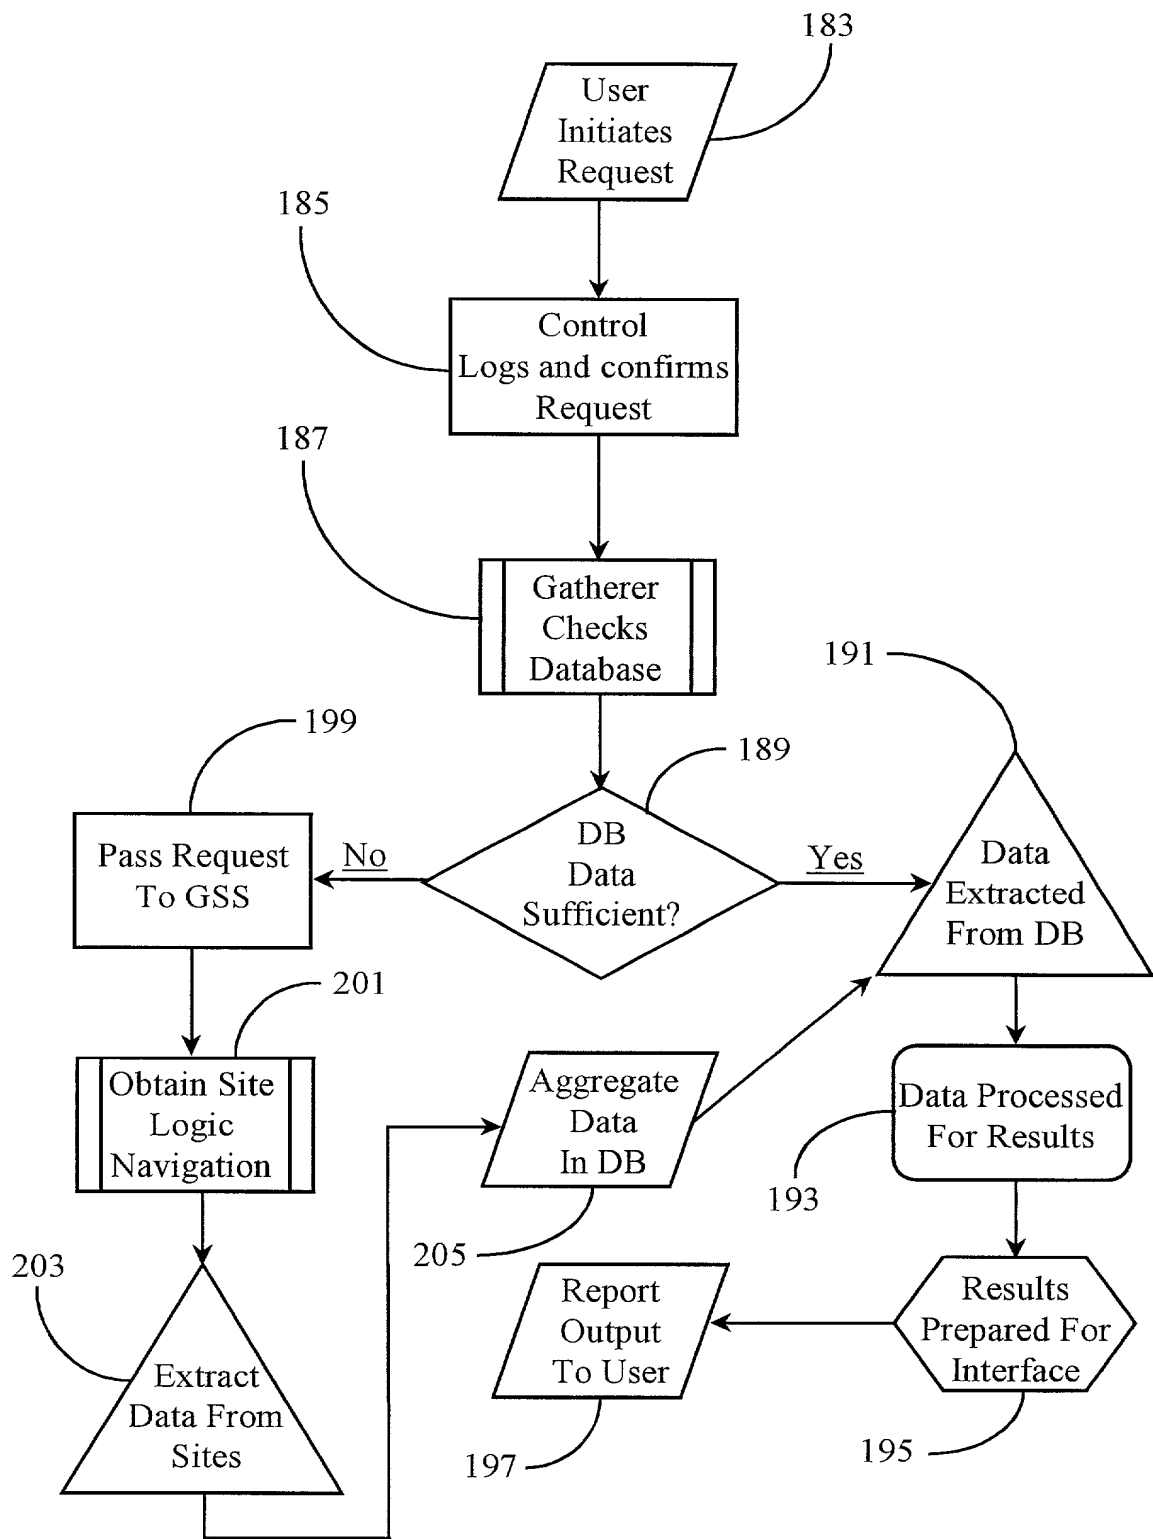 183
User
Initiates
Request
185
Control
Logs and confirms
Request
187
Gatherer
Checks
Database
191
199
189
Pass Request
To GSS
No
DB
Data
Sufficient?
Yes
Data
Extracted
From DB
201
Obtain Site
Logic
Navigation
Aggregate
Data
In DB
Data Processed
For Results
193
205
203
Extract
Data From
Sites
Report
Output
To User
Results
Prepared For
Interface
197
195